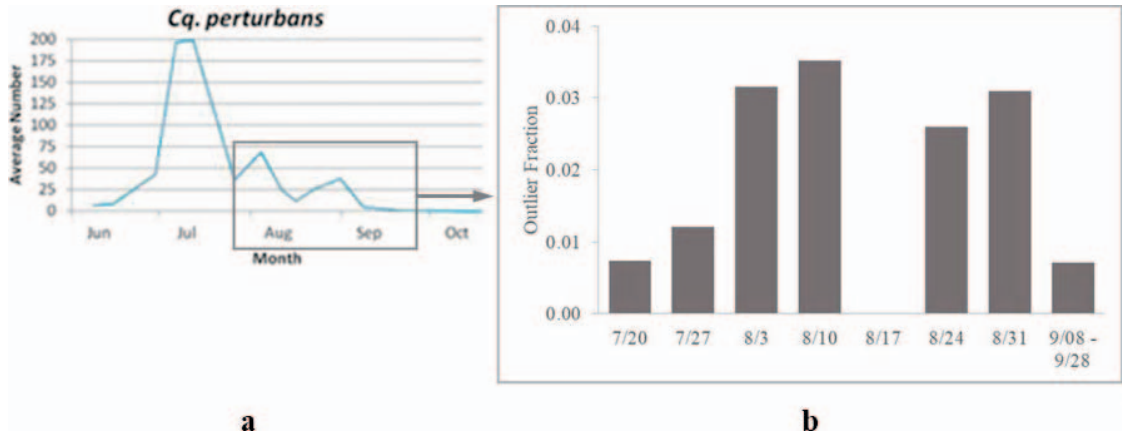 Cq. perturbans
200
175
150
125
100
75
50
25
0
Average Number
Jun Jul Aug Sep Oct
Month
0.04
0.03
0.02
0.01
0.00
Outlier Fraction
7/20 7/27 8/3 8/10 8/17 8/24 8/31 9/08 -
9/28
a b